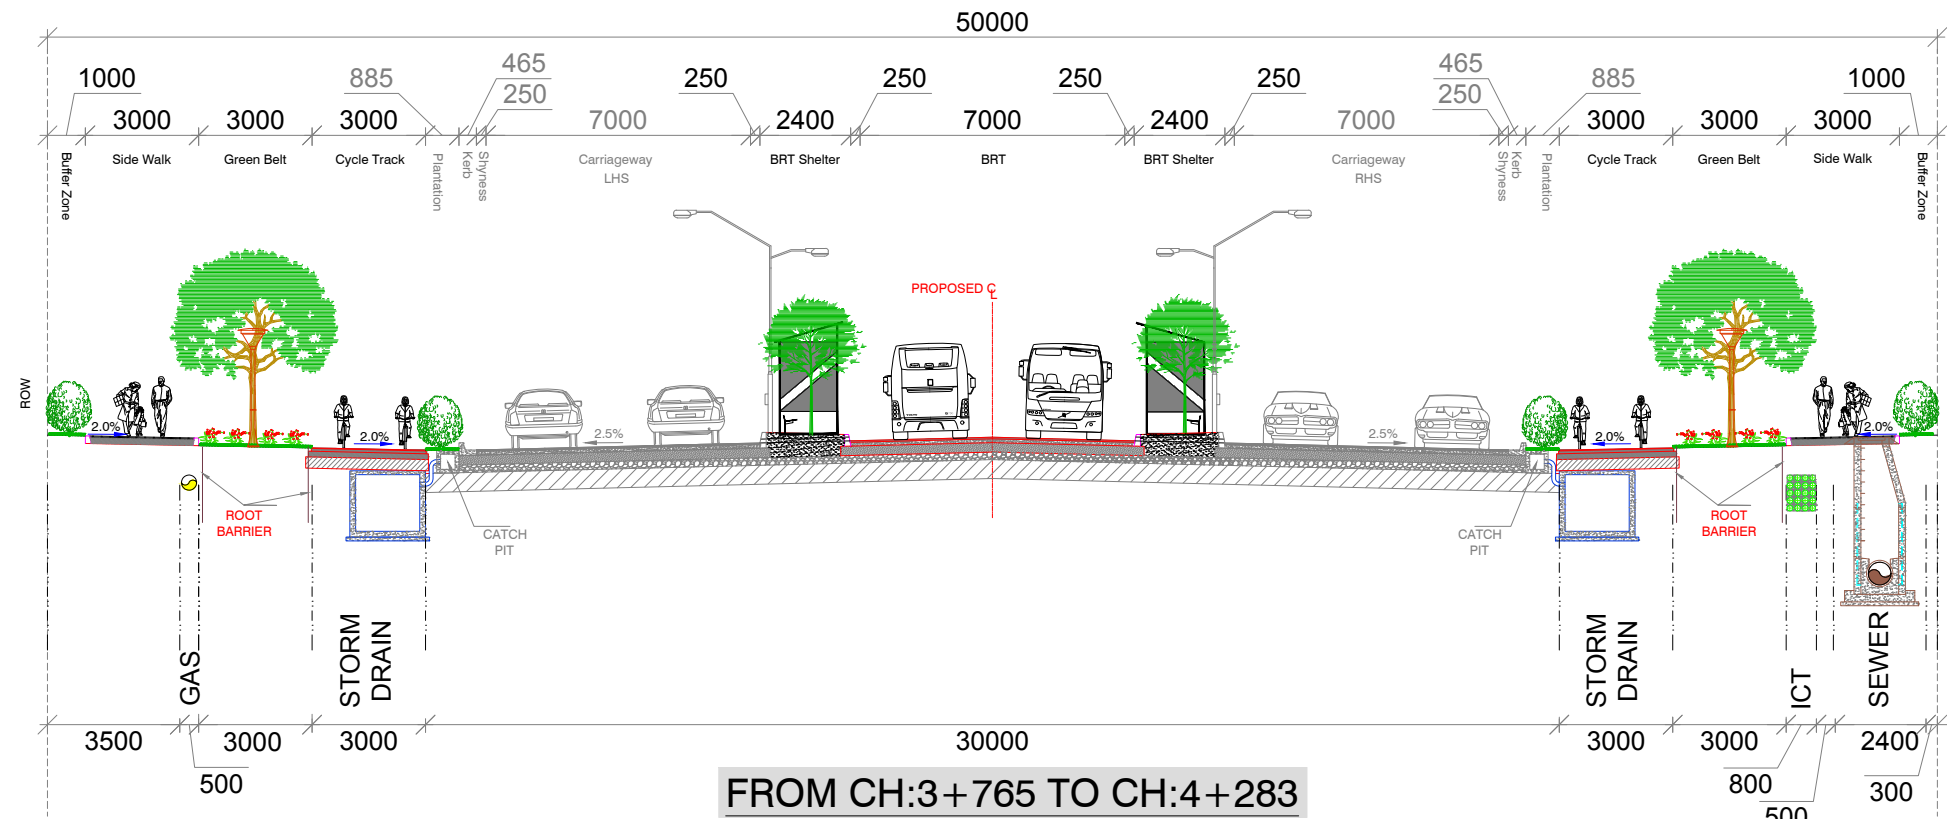 50000
1000
885
465
250
250
250
250
250
465
250
885
1000
3000
3000
3000
7000
2400
7000
2400
7000
3000
3000
3000
Buffer Zone
Side Walk
Green Belt
Cycle Track
Plantation
Kerb
Shyness
Carriageway
LHS
BRT Shelter
BRT
BRT Shelter
Carriageway
RHS
Shyness
Kerb
Plantation
Cycle Track
Green Belt
Side Walk
Buffer Zone
PROPOSED CL
ROW
2.0%
2.0%
2.5%
2.5%
2.0%
2.0%
ROOT
BARRIER
CATCH
PIT
CATCH
PIT
ROOT
BARRIER
GAS
STORM
DRAIN
STORM
DRAIN
ICT
SEWER
3500
500
3000
3000
30000
3000
3000
800
500
2400
300
FROM CH:3+765 TO CH:4+283